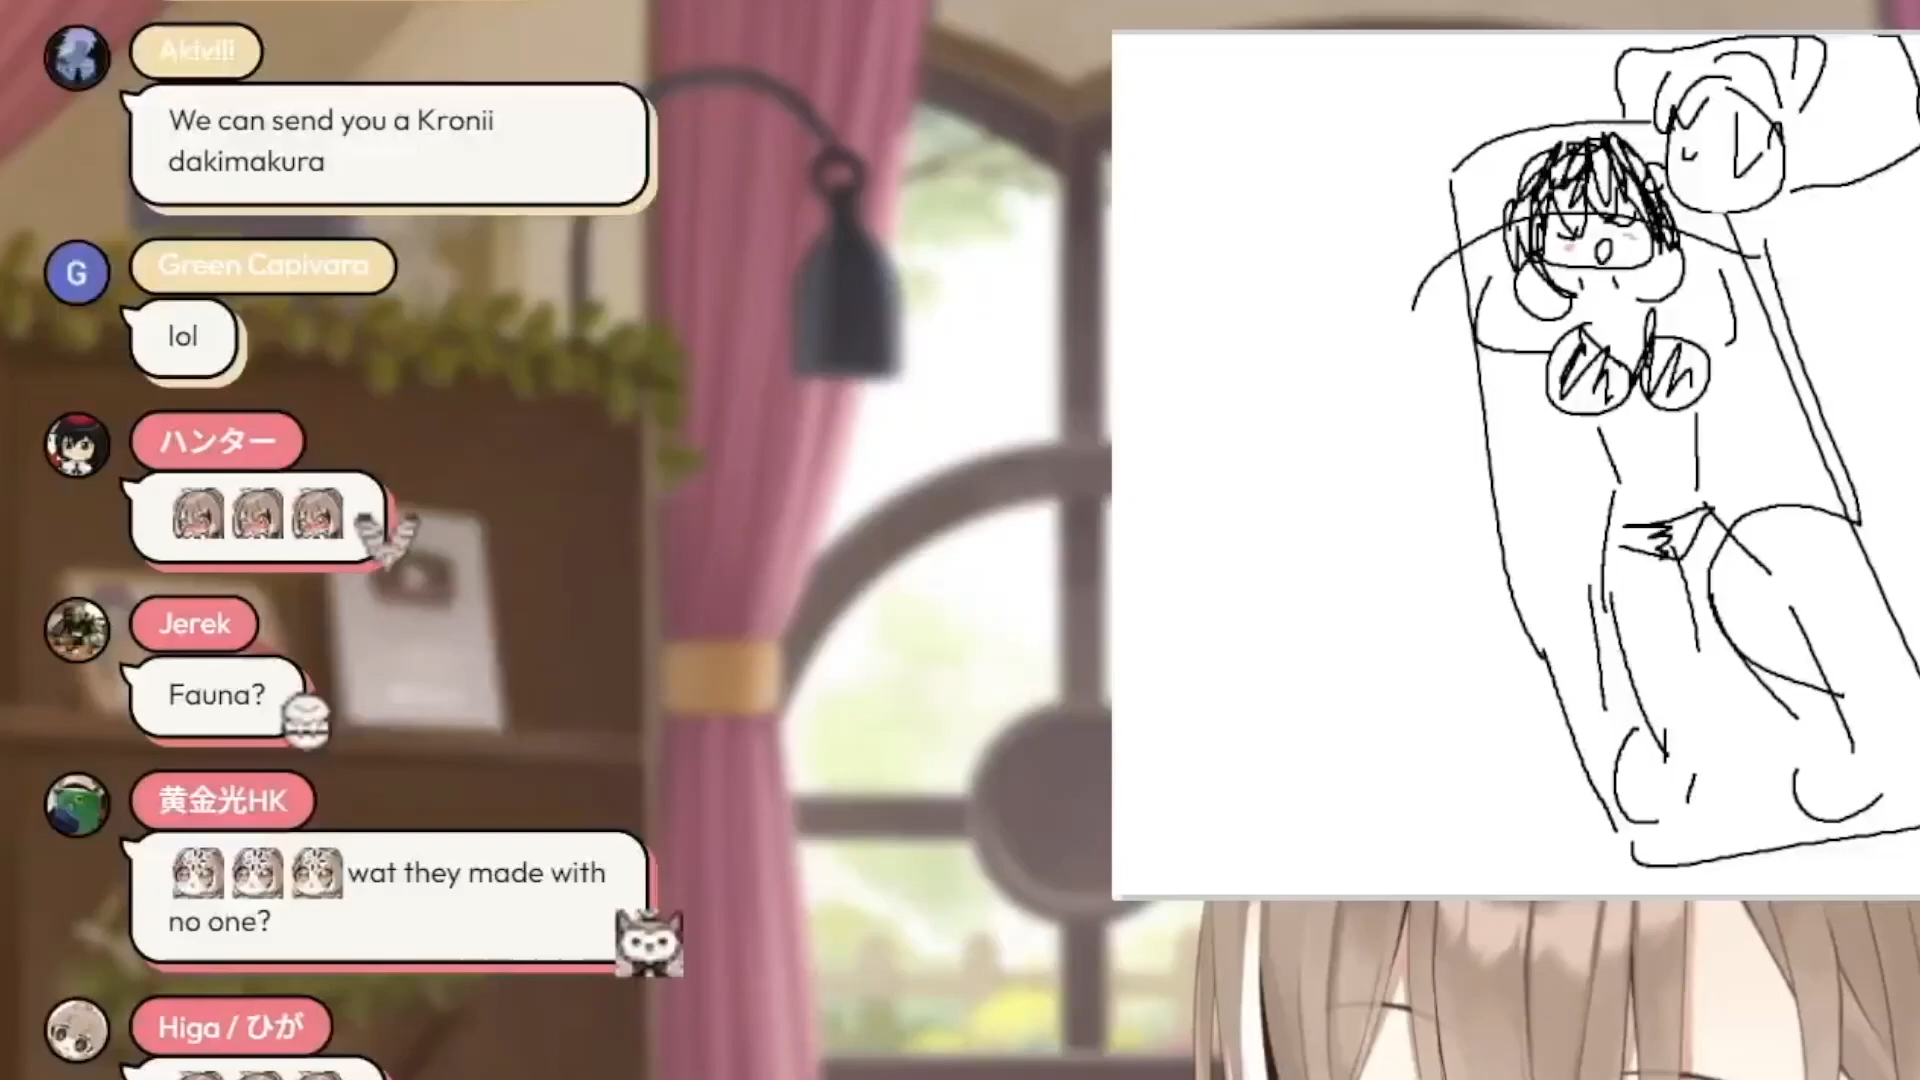 Akivili
We can send you a Kronii
dakimakura
G
Green Capivara
lol
ハンター
Jerek
Fauna?
黄金光HK
wat they made with
no one?
Higa / ひが